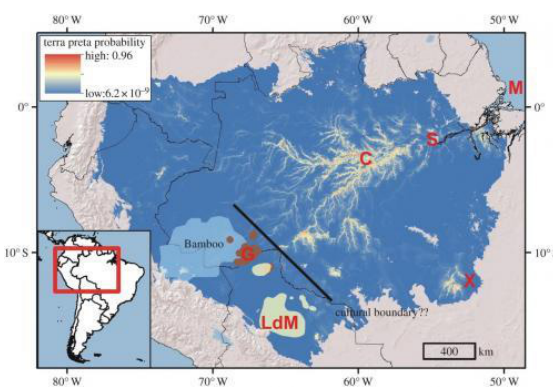 80° W 70° W 60° W 50° W
terra preta probability
high: 0.96
low:6.2 × 10⁻⁹
M
0° 0°
S
C
Bamboo
10° S G 10° S
X
LdM cultural boundary??
400 km
80° W 70° W 60° W 50° W